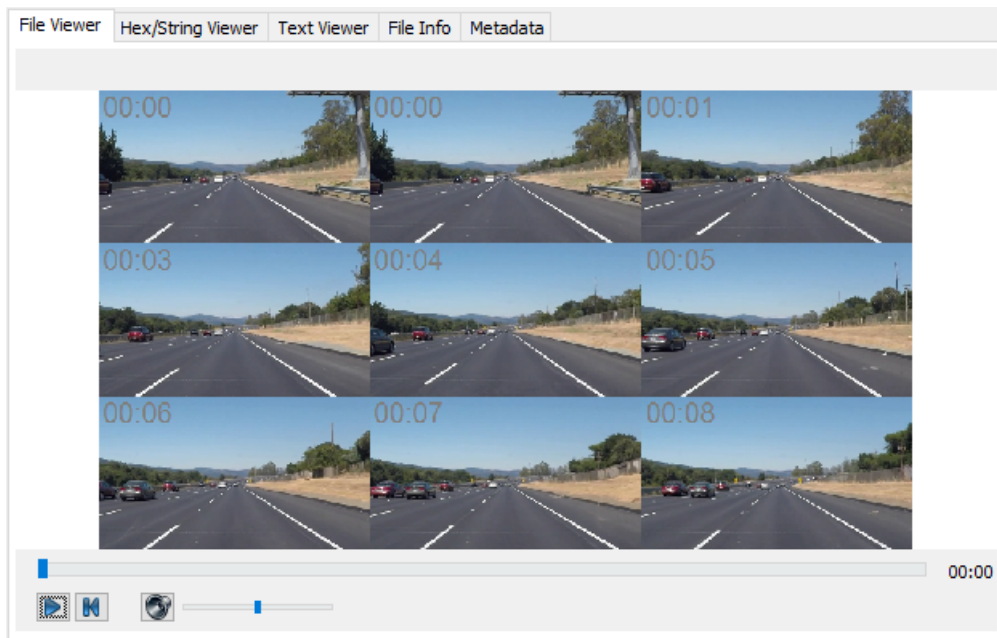 File Viewer Hex/String Viewer Text Viewer File Info Metadata
00:00 00:00 00:01
00:03 00:04 00:05
00:06 00:07 00:08
00:00